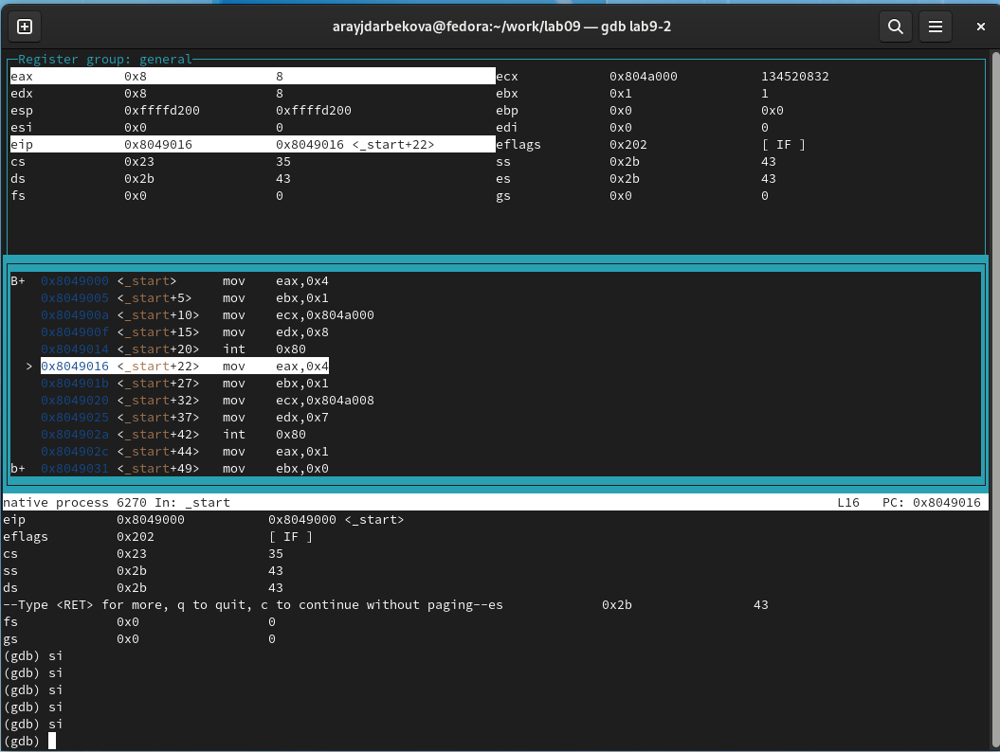 arayjdarbekova@fedora:~/work/lab09 — gdb lab9-2
Register group: general
eax 0x8 8 ecx 0x804a000 134520832
edx 0x8 8 ebx 0x1 1
esp 0xffffd200 0xffffd200 ebp 0x0 0x0
esi 0x0 0 edi 0x0 0
eip 0x8049016 0x8049016 <_start+22> eflags 0x202 [ IF ]
cs 0x23 35 ss 0x2b 43
ds 0x2b 43 es 0x2b 43
fs 0x0 0 gs 0x0 0
B+ 0x8049000 <_start> mov eax,0x4
0x8049005 <_start+5> mov ebx,0x1
0x804900a <_start+10> mov ecx,0x804a000
0x804900f <_start+15> mov edx,0x8
0x8049014 <_start+20> int 0x80
> 0x8049016 <_start+22> mov eax,0x4
0x804901b <_start+27> mov ebx,0x1
0x8049020 <_start+32> mov ecx,0x804a008
0x8049025 <_start+37> mov edx,0x7
0x804902a <_start+42> int 0x80
0x804902c <_start+44> mov eax,0x1
b+ 0x8049031 <_start+49> mov ebx,0x0
native process 6270 In: _start L16 PC: 0x8049016
eip 0x8049000 0x8049000 <_start>
eflags 0x202 [ IF ]
cs 0x23 35
ss 0x2b 43
ds 0x2b 43
--Type <RET> for more, q to quit, c to continue without paging--es 0x2b 43
fs 0x0 0
gs 0x0 0
(gdb) si
(gdb) si
(gdb) si
(gdb) si
(gdb) si
(gdb)